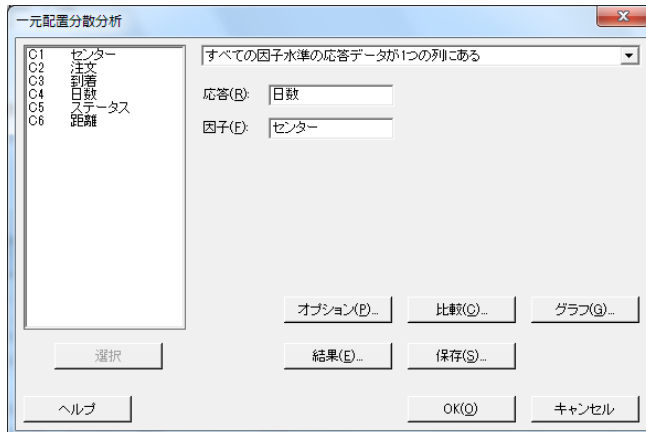 一元配置分散分析
C1 センター
C2 注文
C3 到着
C4 日数
C5 ステータス
C6 距離
すべての因子水準の応答データが1つの列にある
応答(R): 日数
因子(F): センター
オプション(P)... 比較(C)... グラフ(G)...
選択 結果(E)... 保存(S)...
ヘルプ OK(O) キャンセル